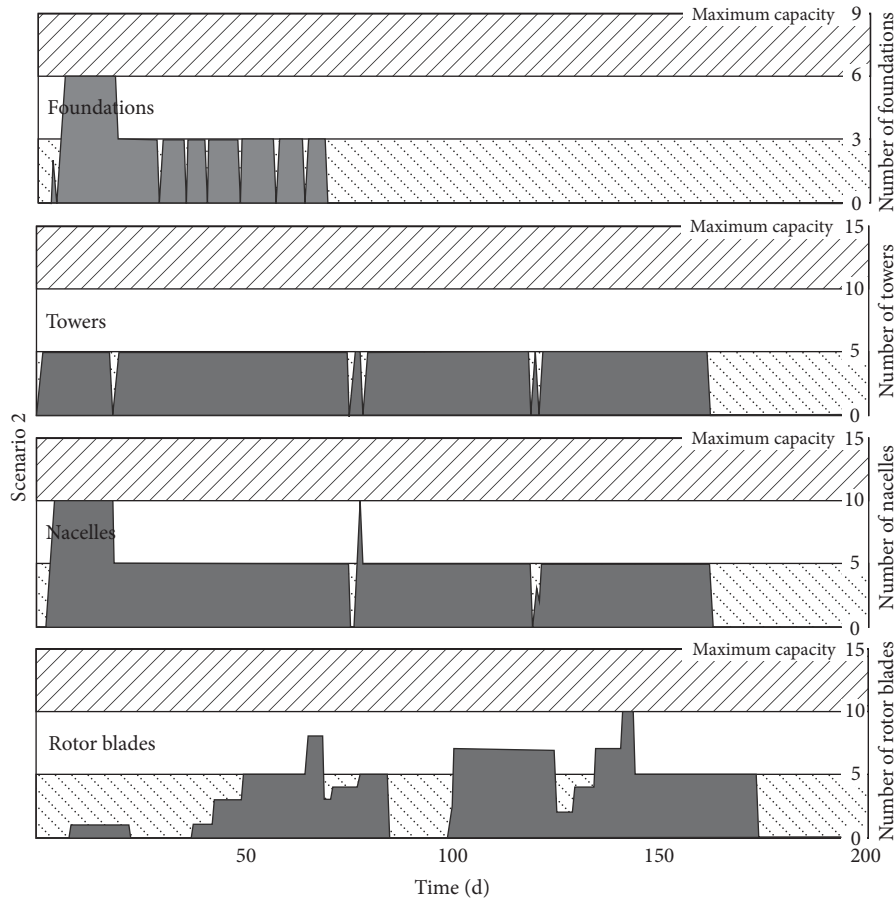 Maximum capacity
9
Foundations
6
3
0
Number of foundations
Maximum capacity
15
Towers
10
5
0
Number of towers
Scenario 2
Maximum capacity
15
Nacelles
10
5
0
Number of nacelles
Maximum capacity
15
Rotor blades
10
5
0
Number of rotor blades
50
100
150
200
Time (d)